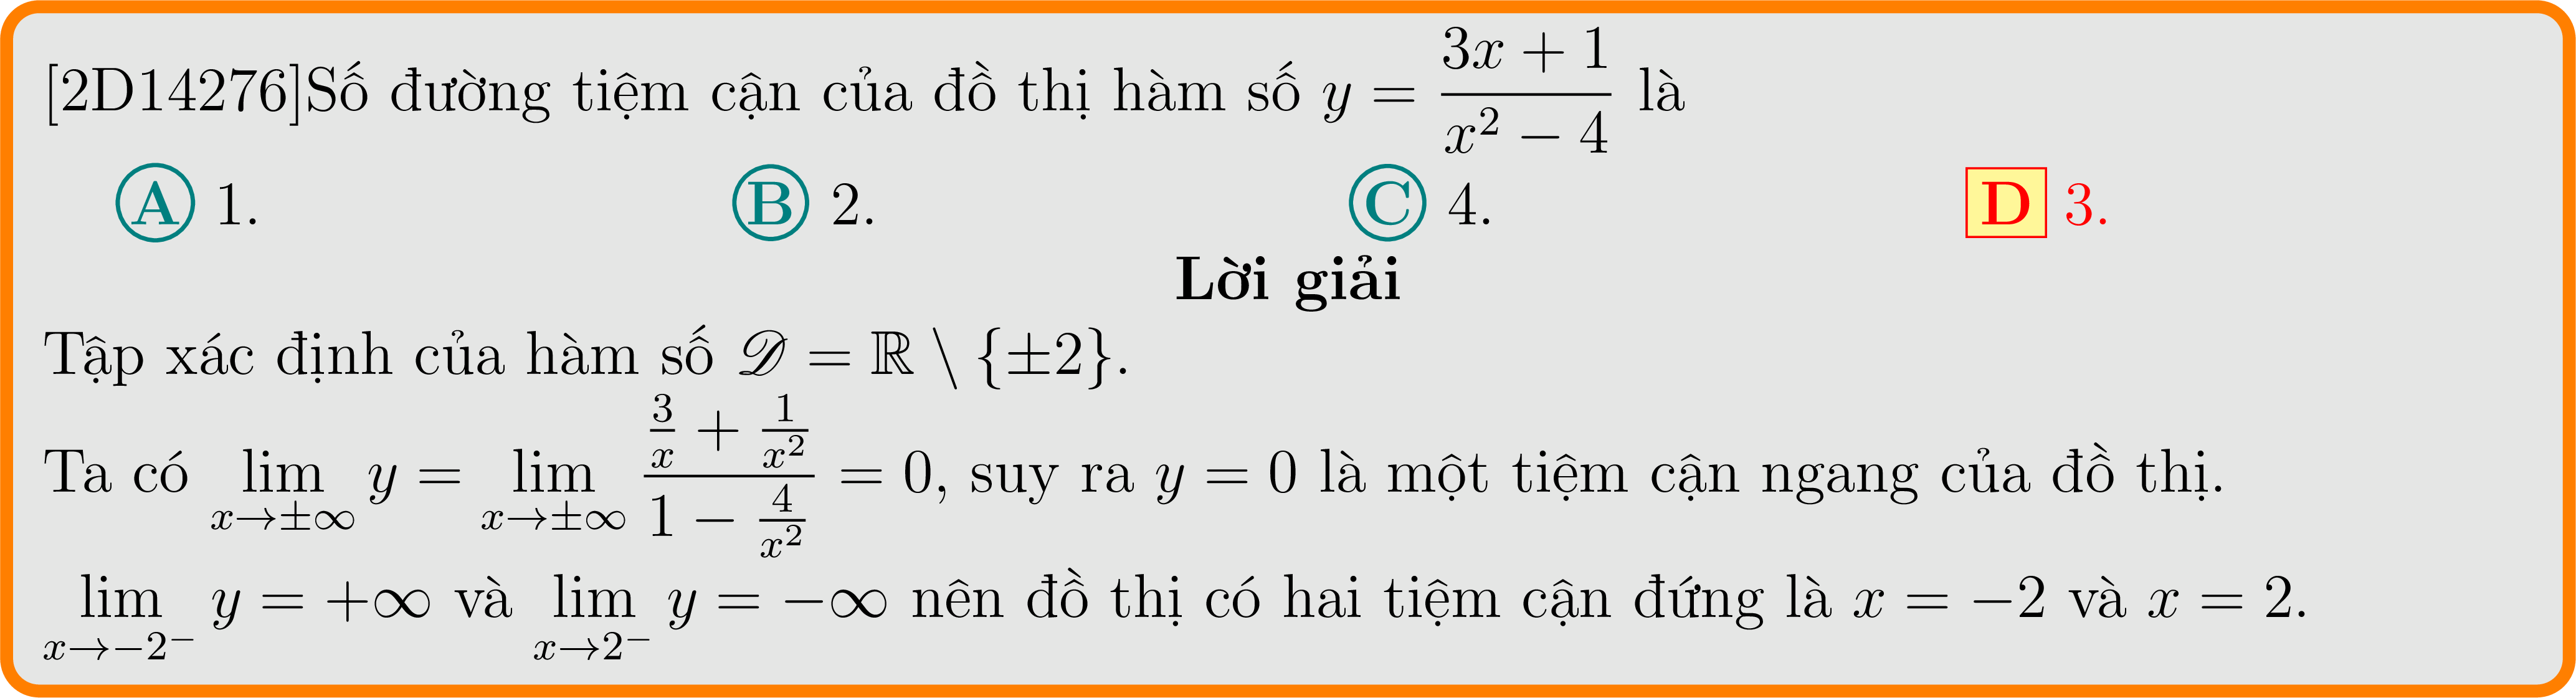 [2D14276]Số đường tiệm cận của đồ thị hàm số $y = \dfrac{3x+1}{x^2-4}$ là
A 1. B 2. C 4. D 3.
Lời giải
Tập xác định của hàm số $\mathscr{D} = \mathbb{R} \setminus \{\pm 2\}$.
Ta có $\lim\limits_{x \to \pm\infty} y = \lim\limits_{x \to \pm\infty} \dfrac{\frac{3}{x} + \frac{1}{x^2}}{1 - \frac{4}{x^2}} = 0$, suy ra $y = 0$ là một tiệm cận ngang của đồ thị.
$\lim\limits_{x \to -2^-} y = +\infty$ và $\lim\limits_{x \to 2^-} y = -\infty$ nên đồ thị có hai tiệm cận đứng là $x = -2$ và $x = 2$.